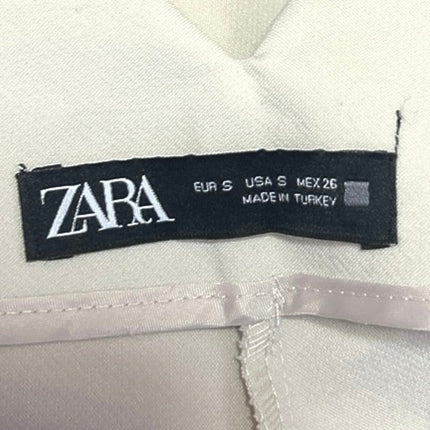 ZARA
EUR S USA S MEX 26
MADE IN TURKEY